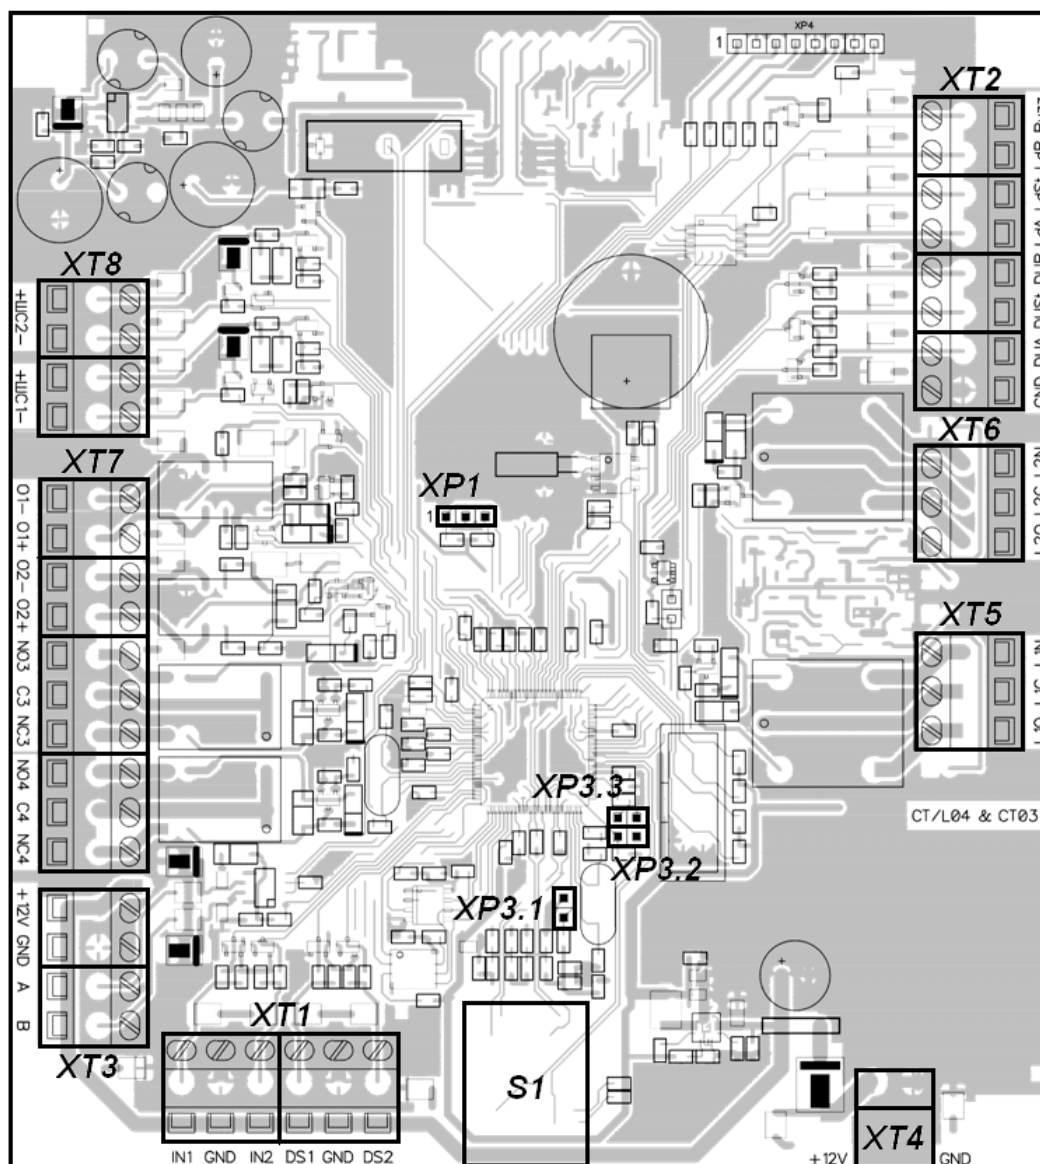 XP4
1
XT2
XT8
+ШС2-
+ШС1-
XT7
XT6
O1-
O1+
O2-
O2+
NO3
C3
NC3
NO4
C4
NC4
XP1
1
XT5
XP3.3
XP3.2
XP3.1
CT/L04 & CT03
+12V
GND
A
B
XT3
XT1
S1
XT4
IN1 GND IN2 DS1 GND DS2
+12V
GND